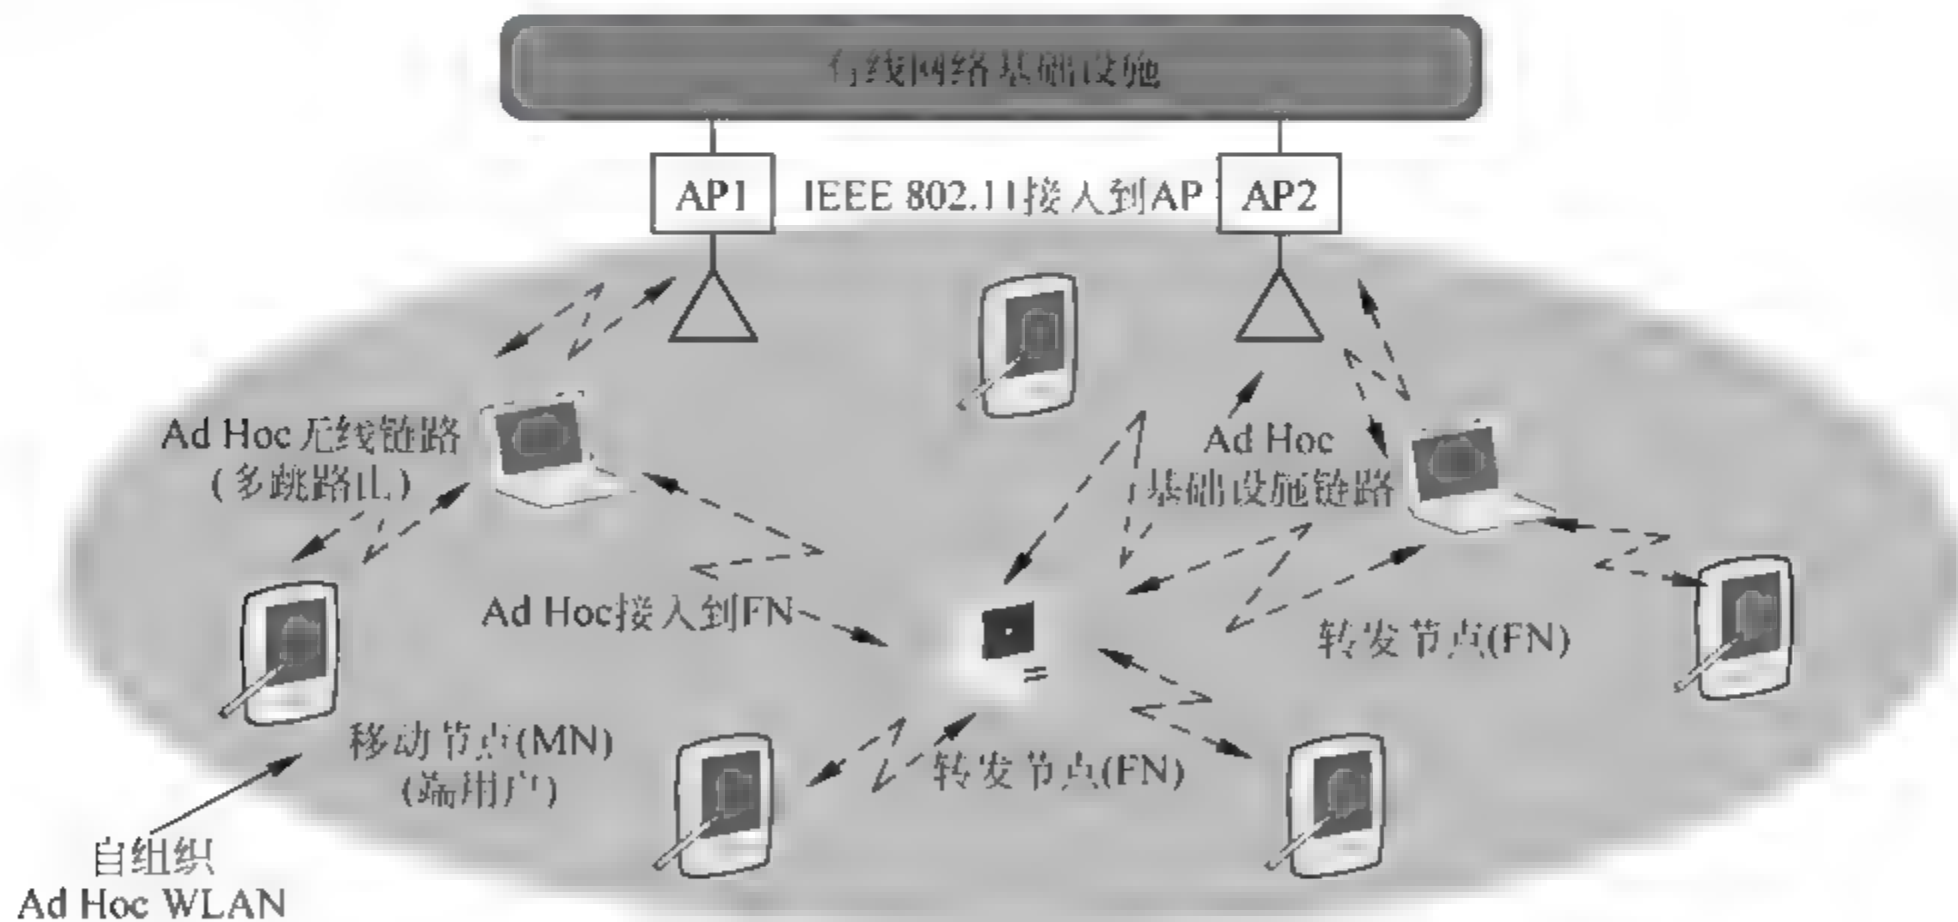 有线网络基础设施
AP1
IEEE 802.11接入到AP
AP2
Ad Hoc 无线链路
(多跳路由)
Ad Hoc
基础设施链路
Ad Hoc接入到FN
转发节点(FN)
移动节点(MN)
(端用户)
转发节点(FN)
自组织
Ad Hoc WLAN